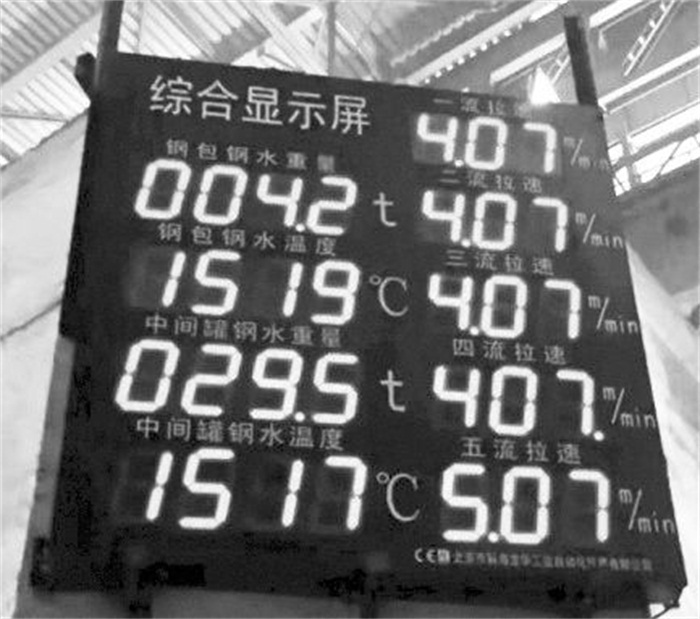 综合显示屏
钢包钢水重量
004.2 t
钢包钢水温度
1519 ℃
中间罐钢水重量
029.5 t
中间罐钢水温度
1517 ℃
一流拉速
4.07 m/min
二流拉速
4.07 m/min
三流拉速
4.07 m/min
四流拉速
407. m/min
五流拉速
5.07 m/min
CE